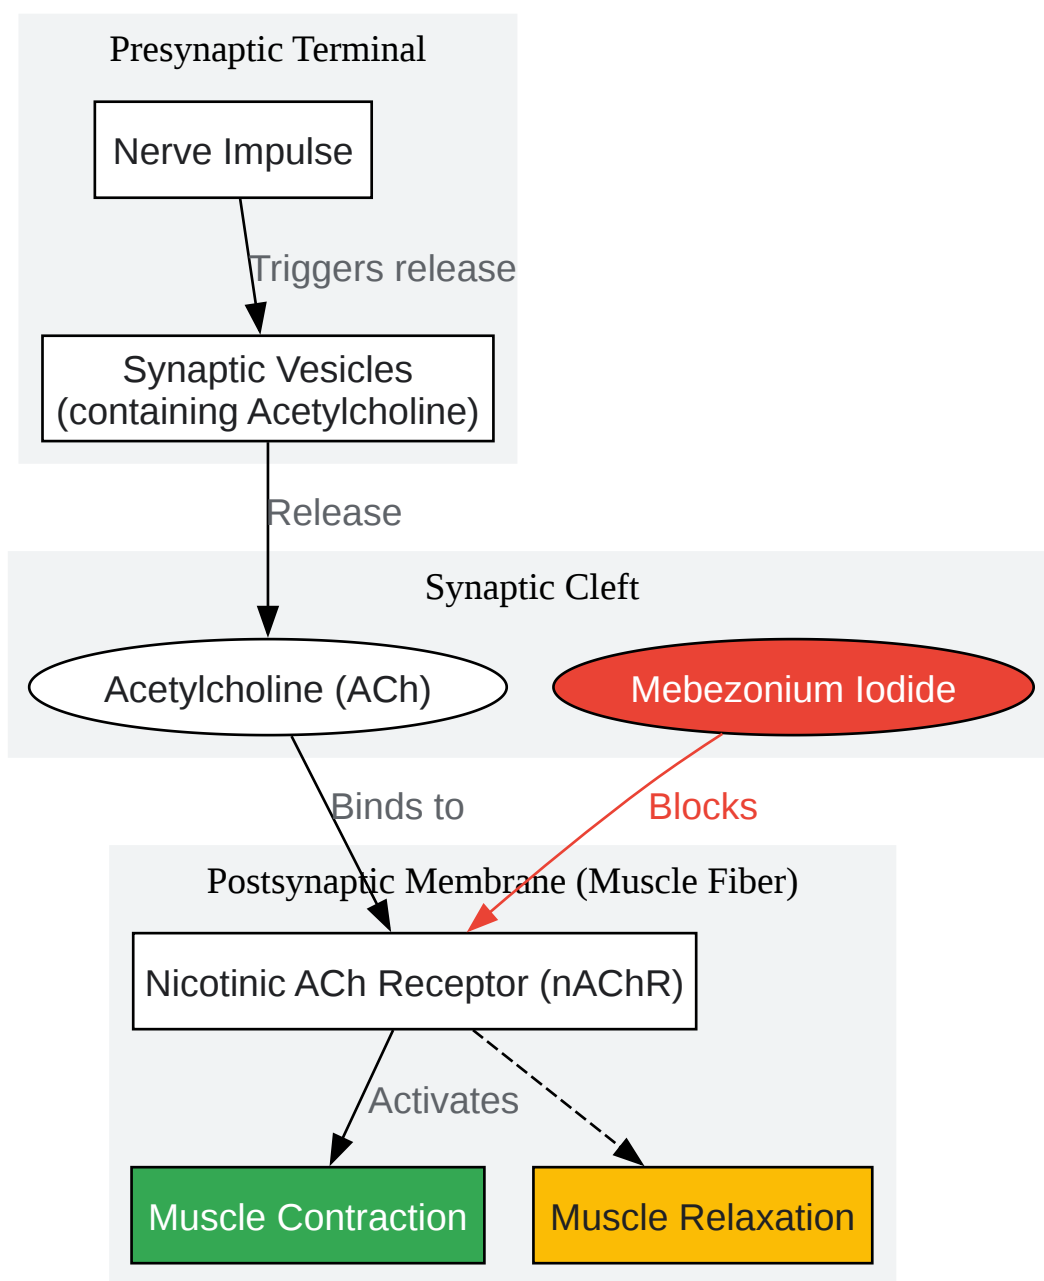 Presynaptic Terminal
Nerve Impulse
Triggers release
Synaptic Vesicles
(containing Acetylcholine)
Release
Synaptic Cleft
Acetylcholine (ACh)
Mebezonium Iodide
Binds to
Blocks
Postsynaptic Membrane (Muscle Fiber)
Nicotinic ACh Receptor (nAChR)
Activates
Muscle Contraction
Muscle Relaxation